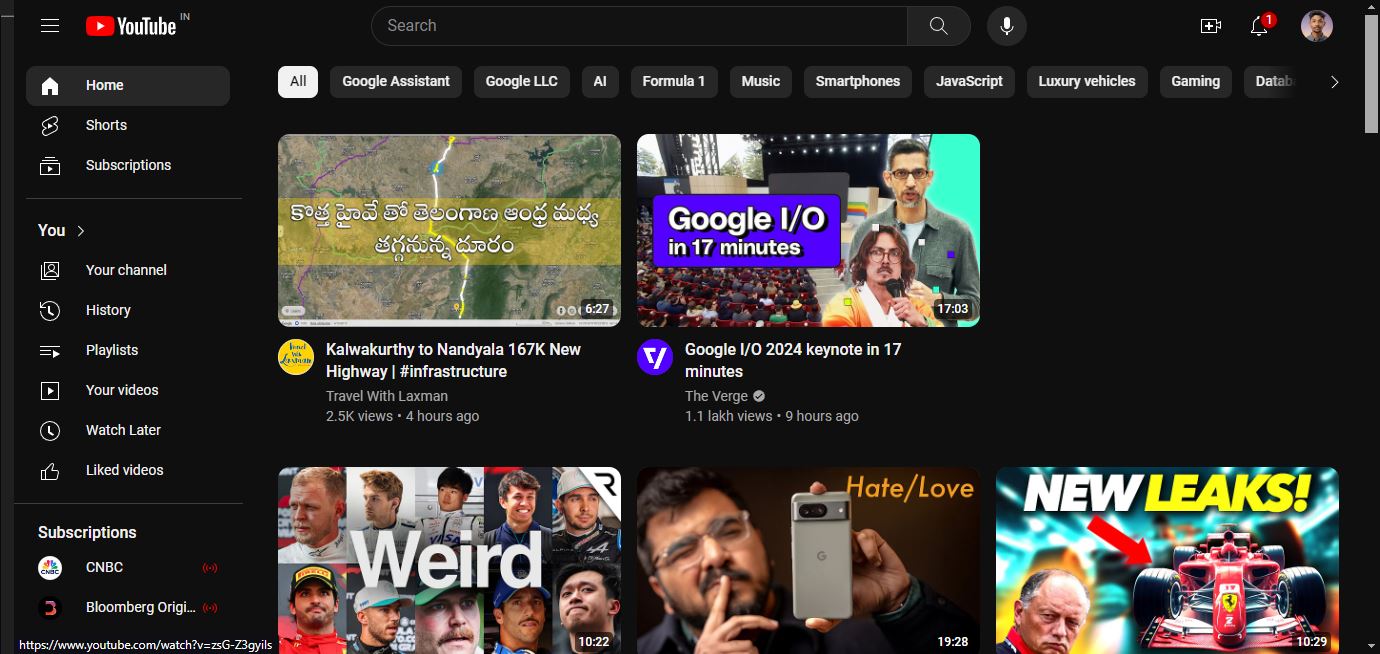 YouTube IN
Search
1
Home
Shorts
Subscriptions
You
Your channel
History
Playlists
Your videos
Watch Later
Liked videos
Subscriptions
CNBC
Bloomberg Origi...
https://www.youtube.com/watch?v=zsG-Z3gyils
All
Google Assistant
Google LLC
AI
Formula 1
Music
Smartphones
JavaScript
Luxury vehicles
Gaming
కొత్త హైవే తో తెలంగాణ ఆంధ్ర మధ్య
తగ్గనున్న దూరం
6:27
Kalwakurthy to Nandyala 167K New
Highway | #infrastructure
Travel With Laxman
2.5K views • 4 hours ago
Google I/O
in 17 minutes
17:03
Google I/O 2024 keynote in 17
minutes
The Verge
1.1 lakh views • 9 hours ago
Weird
10:22
Hate/Love
G
19:28
NEW LEAKS!
10:29